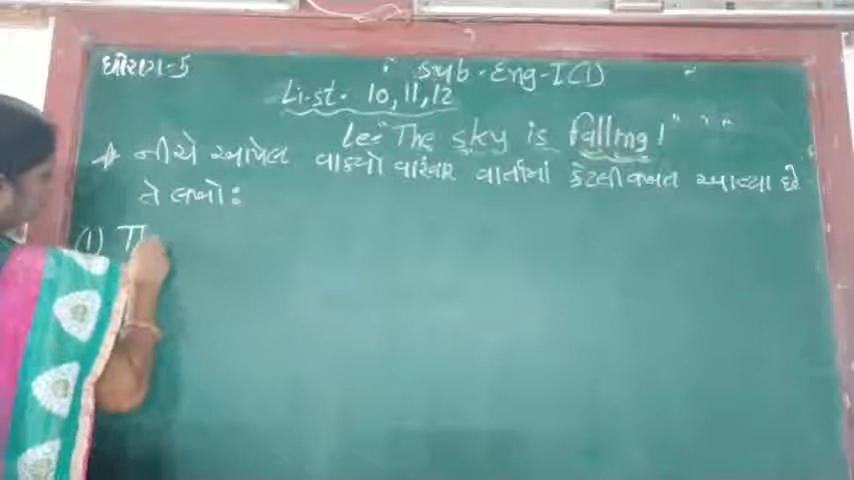 ધોરણ-5 Sub-Eng-I(1)
List. 10,11,12
le-"The sky is falling!"
* નીચે આપેલ વાક્યો વારંવાર વાર્તામાં કેટલી વખત આવ્યા છે
તે લખો:
(1) T